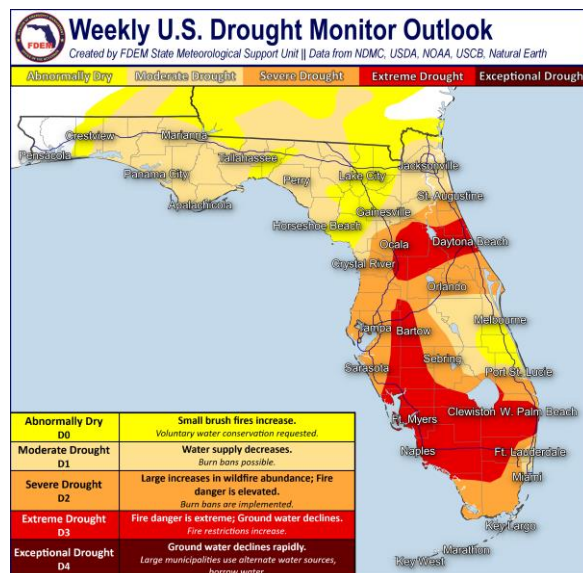 FDEM
Weekly U.S. Drought Monitor Outlook
Created by FDEM State Meteorological Support Unit || Data from NDMC, USDA, NOAA, USCB, Natural Earth
Abnormally Dry Moderate Drought Severe Drought Extreme Drought Exceptional Drough
Crestview
Marianna
Pensacola
Tallahassee
Jacksonville
Panama City
Perry
Lake City
Apalachicola
St. Augustine
Gainesville
Horseshoe Beach
Ocala
Daytona Beach
Crystal River
Orlando
Tampa
Bartow
Melbourne
Sebring
Sarasota
Port St. Lucie
Ft. Myers
Clewiston
W. Palm Beach
Naples
Ft. Lauderdale
Miami
Key Largo
Marathon
Key West
Abnormally Dry
D0
Small brush fires increase.
Voluntary water conservation requested.
Moderate Drought
D1
Water supply decreases.
Burn bans possible.
Severe Drought
D2
Large increases in wildfire abundance; Fire
danger is elevated.
Burn bans are implemented.
Extreme Drought
D3
Fire danger is extreme; Ground water declines.
Fire restrictions increase.
Exceptional Drought
D4
Ground water declines rapidly.
Large municipalities use alternate water sources,
borrow water.